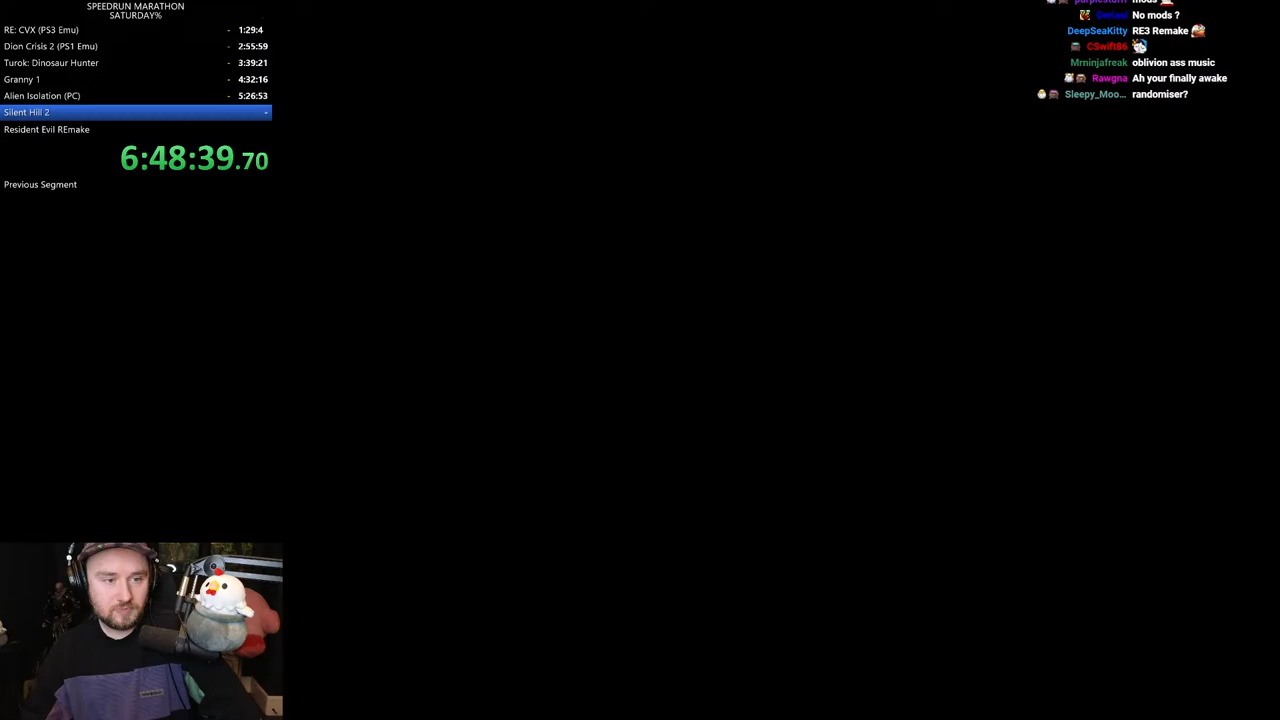 SPEEDRUN MARATHON
SATURDAY%
RE: CVX (PS3 Emu) - 1:29:4
Dion Crisis 2 (PS1 Emu) - 2:55:59
Turok: Dinosaur Hunter - 3:39:21
Granny 1 - 4:32:16
Alien Isolation (PC) - 5:26:53
Silent Hill 2 -
Resident Evil REmake
6:48:39.70
Previous Segment
mods
No mods ?
DeepSeaKitty RE3 Remake
CSwift86
Mrninjafreak oblivion ass music
Rawgna Ah your finally awake
Sleepy_Moo... randomiser?